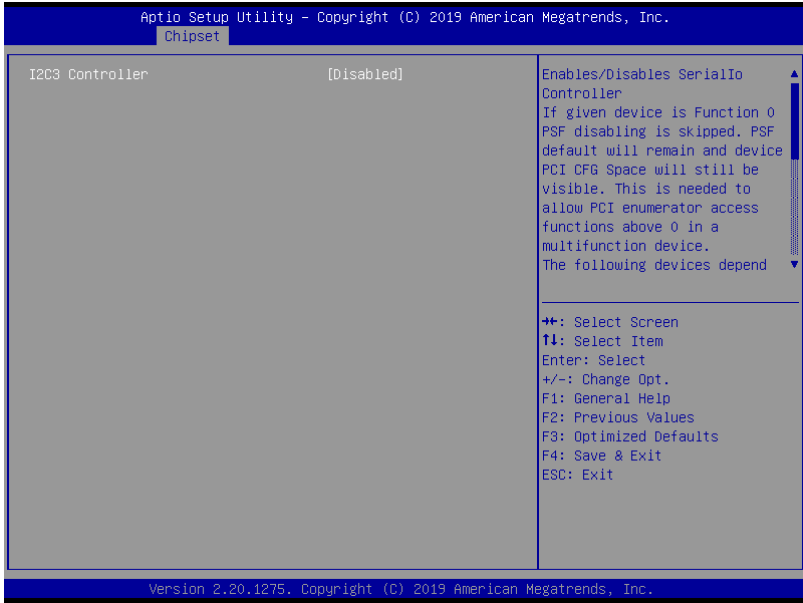 Aptio Setup Utility – Copyright (C) 2019 American Megatrends, Inc.
Chipset
I2C3 Controller [Disabled]
Enables/Disables SerialIo
Controller
If given device is Function 0
PSF disabling is skipped. PSF
default will remain and device
PCI CFG Space will still be
visible. This is needed to
allow PCI enumerator access
functions above 0 in a
multifunction device.
The following devices depend
→←: Select Screen
↑↓: Select Item
Enter: Select
+/-: Change Opt.
F1: General Help
F2: Previous Values
F3: Optimized Defaults
F4: Save & Exit
ESC: Exit
Version 2.20.1275. Copyright (C) 2019 American Megatrends, Inc.